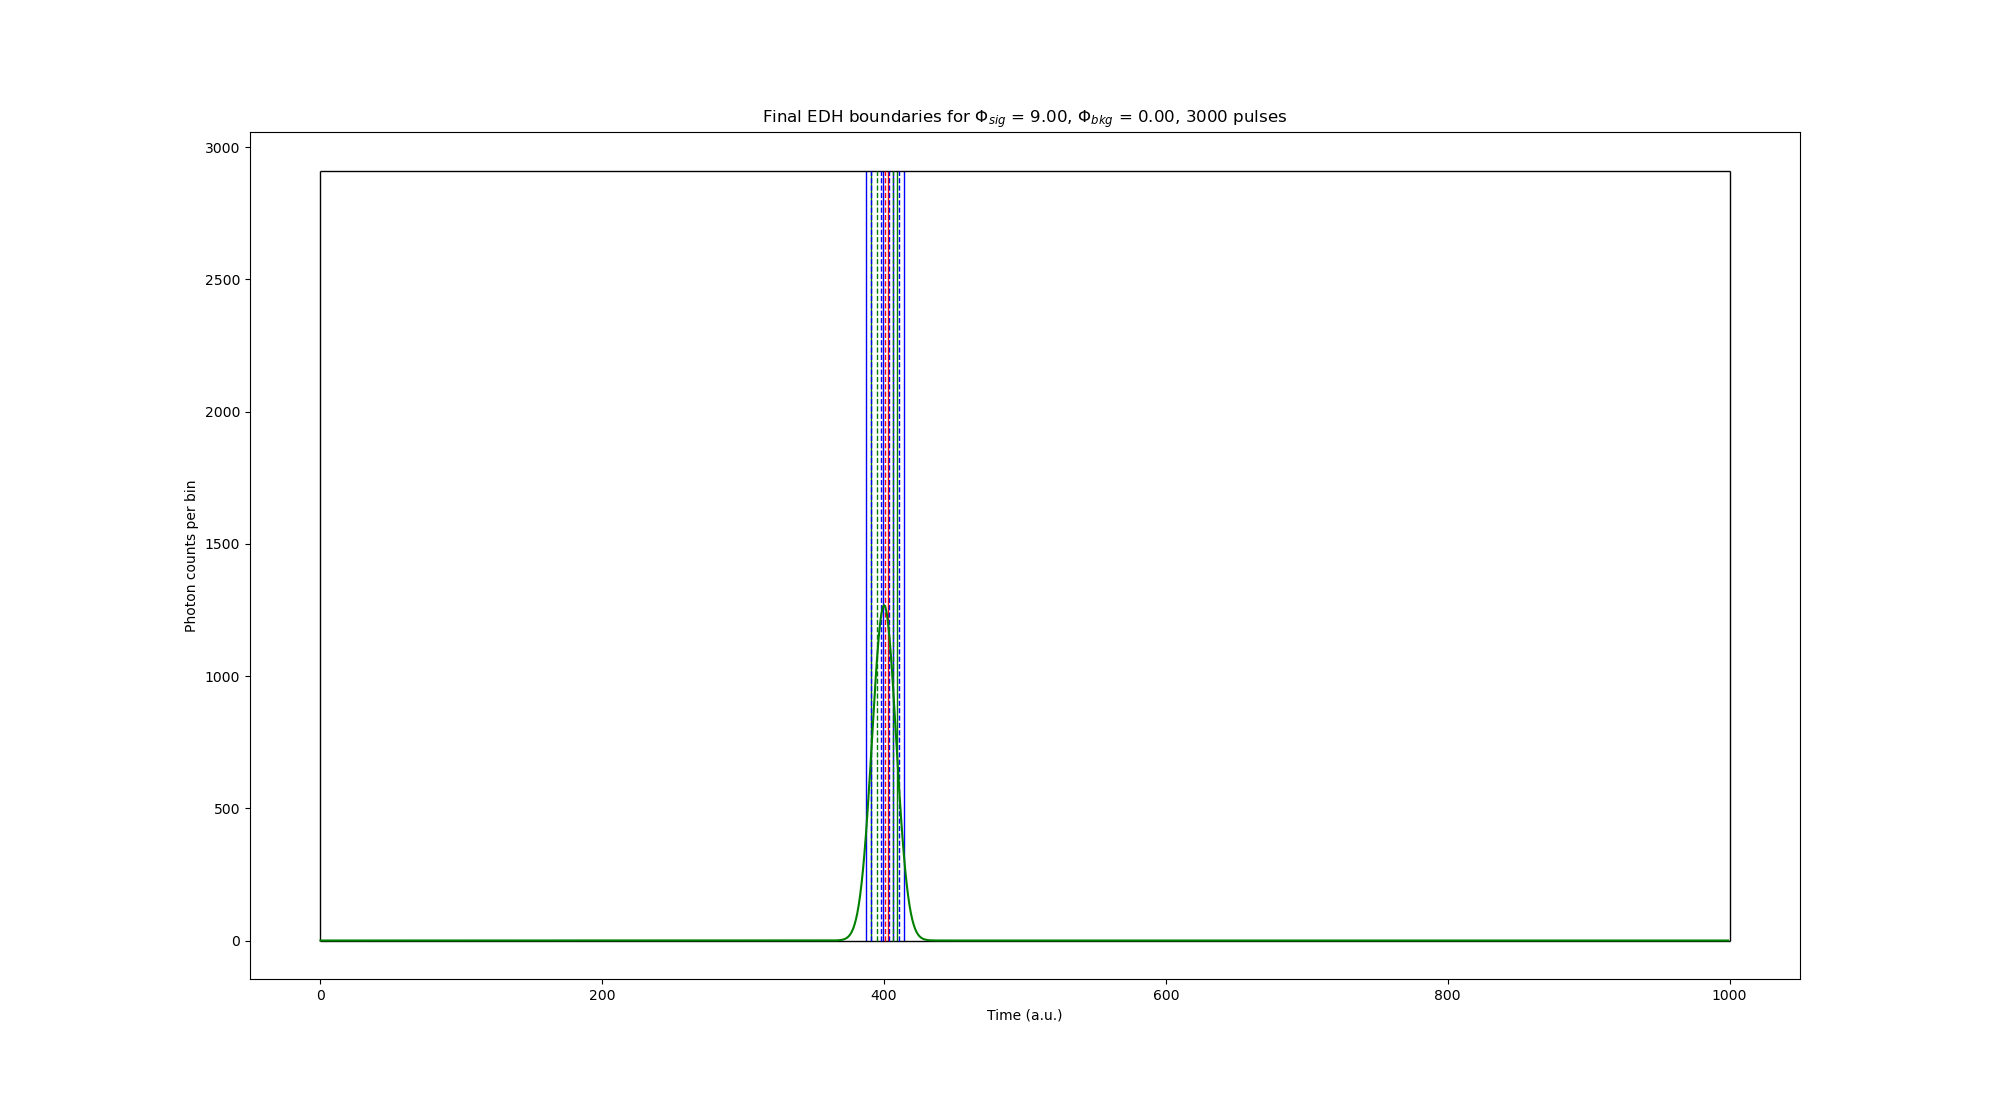 Final EDH boundaries for Φsig = 9.00, Φbkg = 0.00, 3000 pulses
3000
2500
2000
1500
1000
500
0
Photon counts per bin
0 200 400 600 800 1000
Time (a.u.)